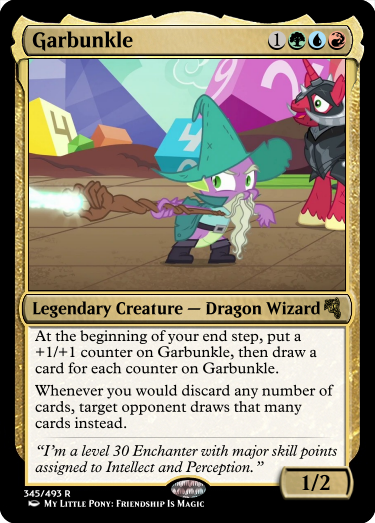 Garbunkle 1
4
9
4
Legendary Creature — Dragon Wizard
At the beginning of your end step, put a
+1/+1 counter on Garbunkle, then draw a
card for each counter on Garbunkle.
Whenever you would discard any number of
cards, target opponent draws that many
cards instead.
“I’m a level 30 Enchanter with major skill points
assigned to Intellect and Perception.”
1/2
345/493 R
My Little Pony: Friendship Is Magic